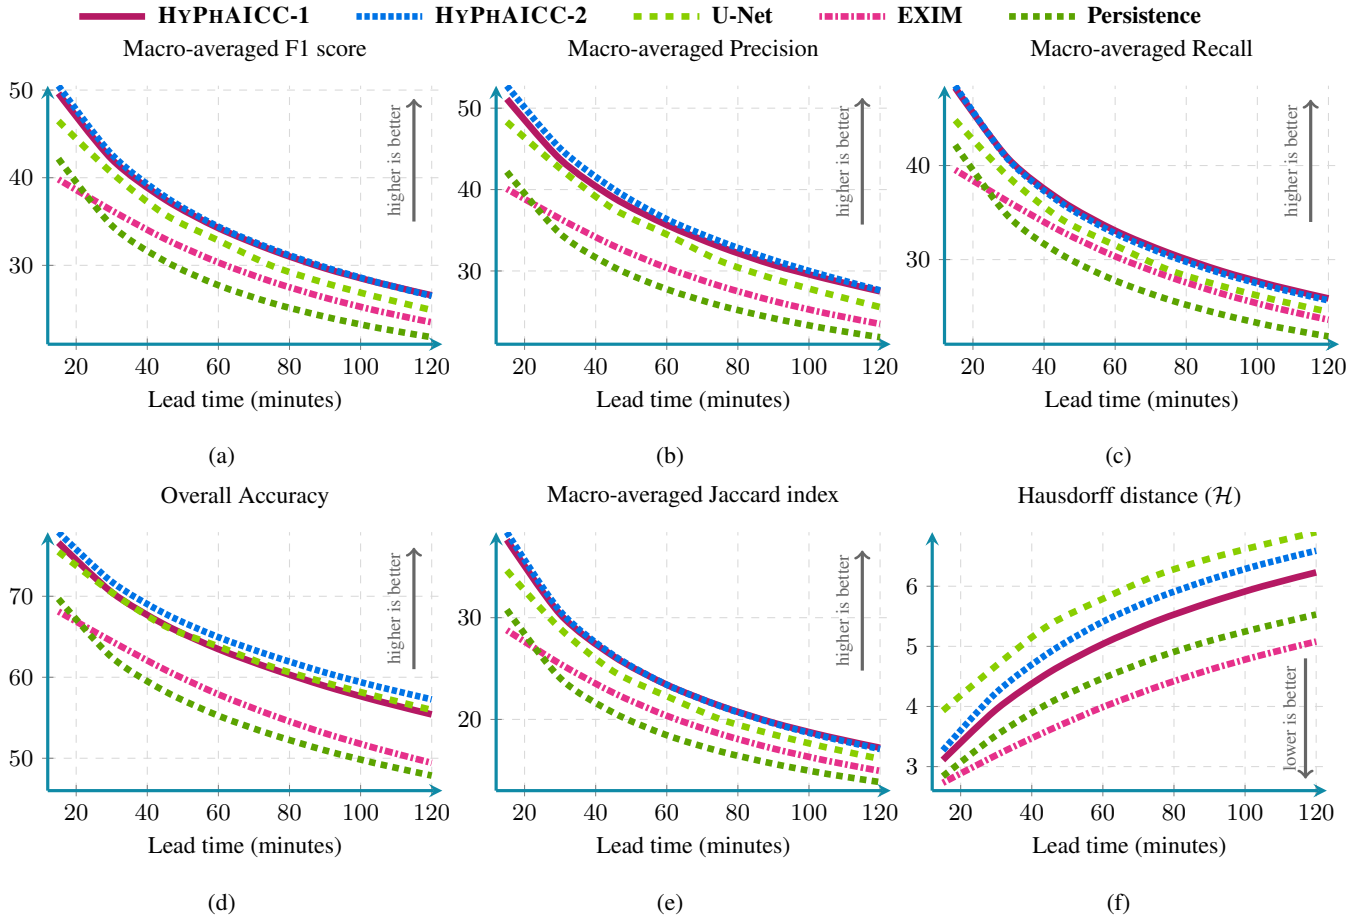 HYPHAICC-1 HYPHAICC-2 U-Net EXIM Persistence
Macro-averaged F1 score
50
40
30
20 40 60 80 100 120
higher is better
Lead time (minutes)
(a)
Macro-averaged Precision
50
40
30
20 40 60 80 100 120
higher is better
Lead time (minutes)
(b)
Macro-averaged Recall
40
30
20 40 60 80 100 120
higher is better
Lead time (minutes)
(c)
Overall Accuracy
70
60
50
20 40 60 80 100 120
higher is better
Lead time (minutes)
(d)
Macro-averaged Jaccard index
30
20
20 40 60 80 100 120
higher is better
Lead time (minutes)
(e)
Hausdorff distance (ℋ)
6
5
4
3
20 40 60 80 100 120
lower is better
Lead time (minutes)
(f)